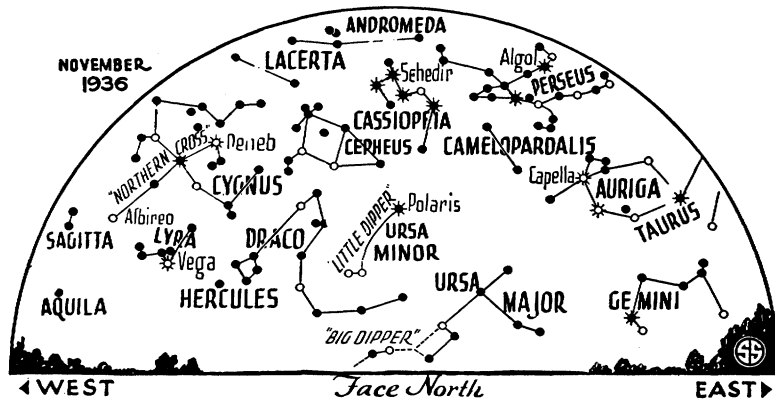 ANDROMEDA
LACERTA
NOVEMBER
1936
Schedir
Algol
PERSEUS
CASSIOPEIA
CEPHEUS
CAMELOPARDALIS
"NORTHERN CROSS"
Deneb
CYGNUS
Capella
AURIGA
TAURUS
Albireo
SAGITTA
LYRA
Vega
DRACO
"LITTLE DIPPER"
Polaris
URSA
MINOR
AQUILA
HERCULES
URSA
MAJOR
GEMINI
"BIG DIPPER"
SS
WEST
Face North
EAST